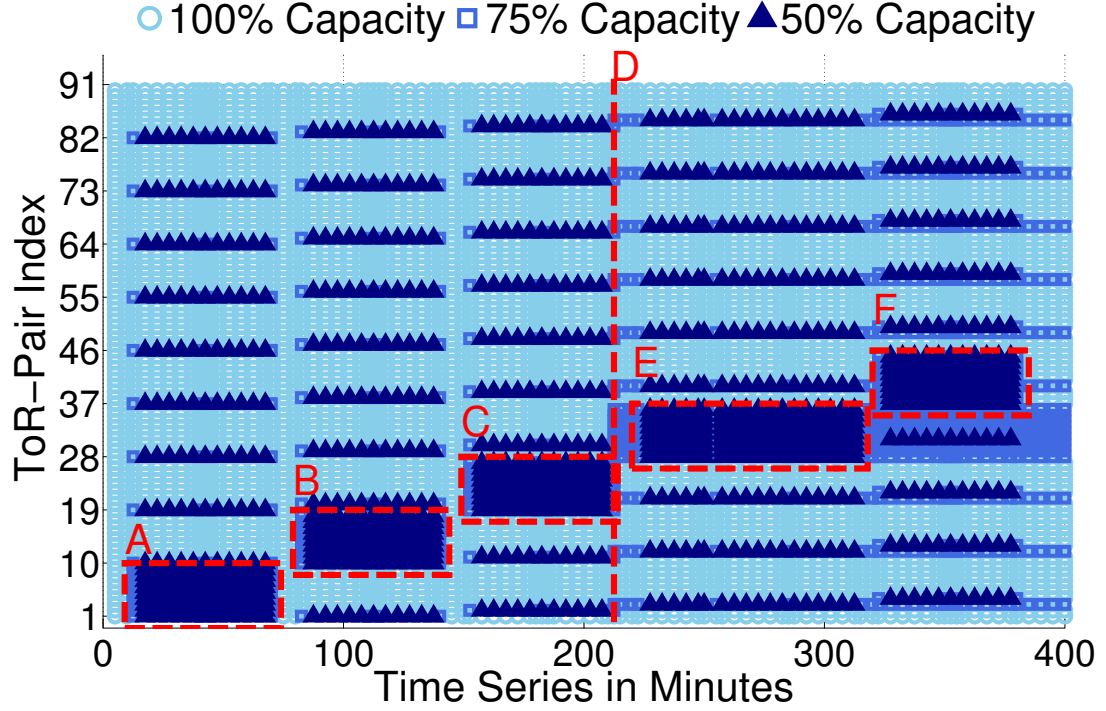 100% Capacity 75% Capacity 50% Capacity
D
91
82
73
64
55
46
37
28
19
10
1
ToR-Pair Index
F
E
C
B
A
0 100 200 300 400
Time Series in Minutes